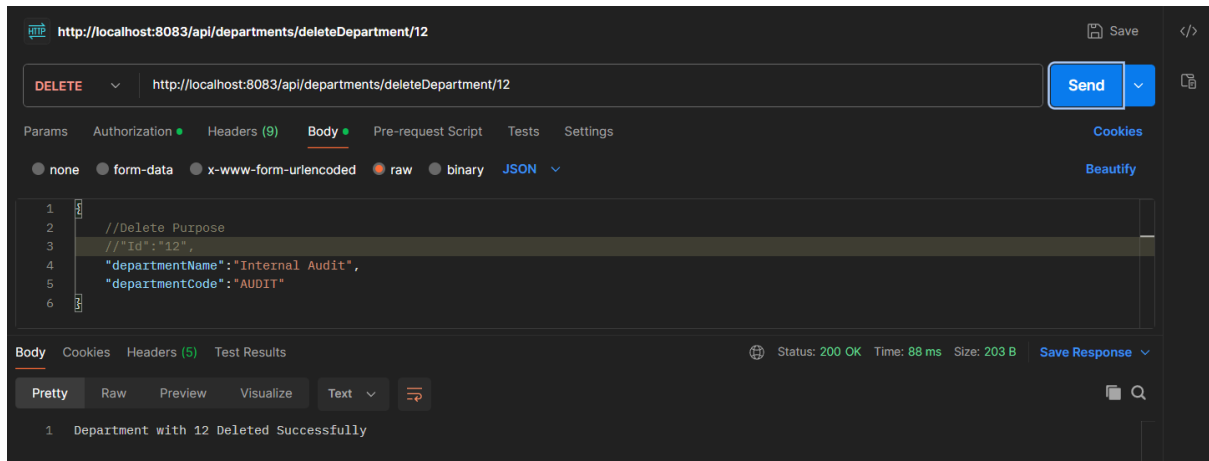 HTTP http://localhost:8083/api/departments/deleteDepartment/12 Save </>
DELETE http://localhost:8083/api/departments/deleteDepartment/12 Send
Params Authorization Headers (9) Body Pre-request Script Tests Settings Cookies
none form-data x-www-form-urlencoded raw binary JSON Beautify
1 {
2 //Delete Purpose
3 //"Id":"12",
4 "departmentName":"Internal Audit",
5 "departmentCode":"AUDIT"
6 }
Body Cookies Headers (5) Test Results Status: 200 OK Time: 88 ms Size: 203 B Save Response
Pretty Raw Preview Visualize Text
1 Department with 12 Deleted Successfully